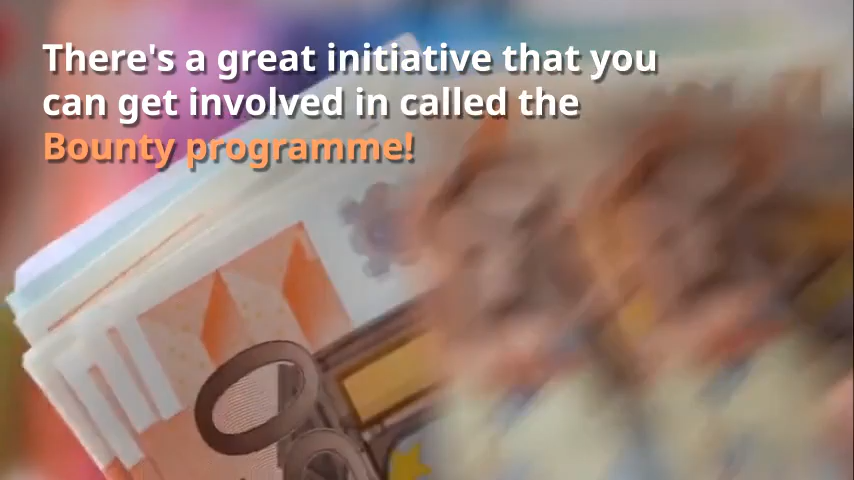 There's a great initiative that you
can get involved in called the
Bounty programme!